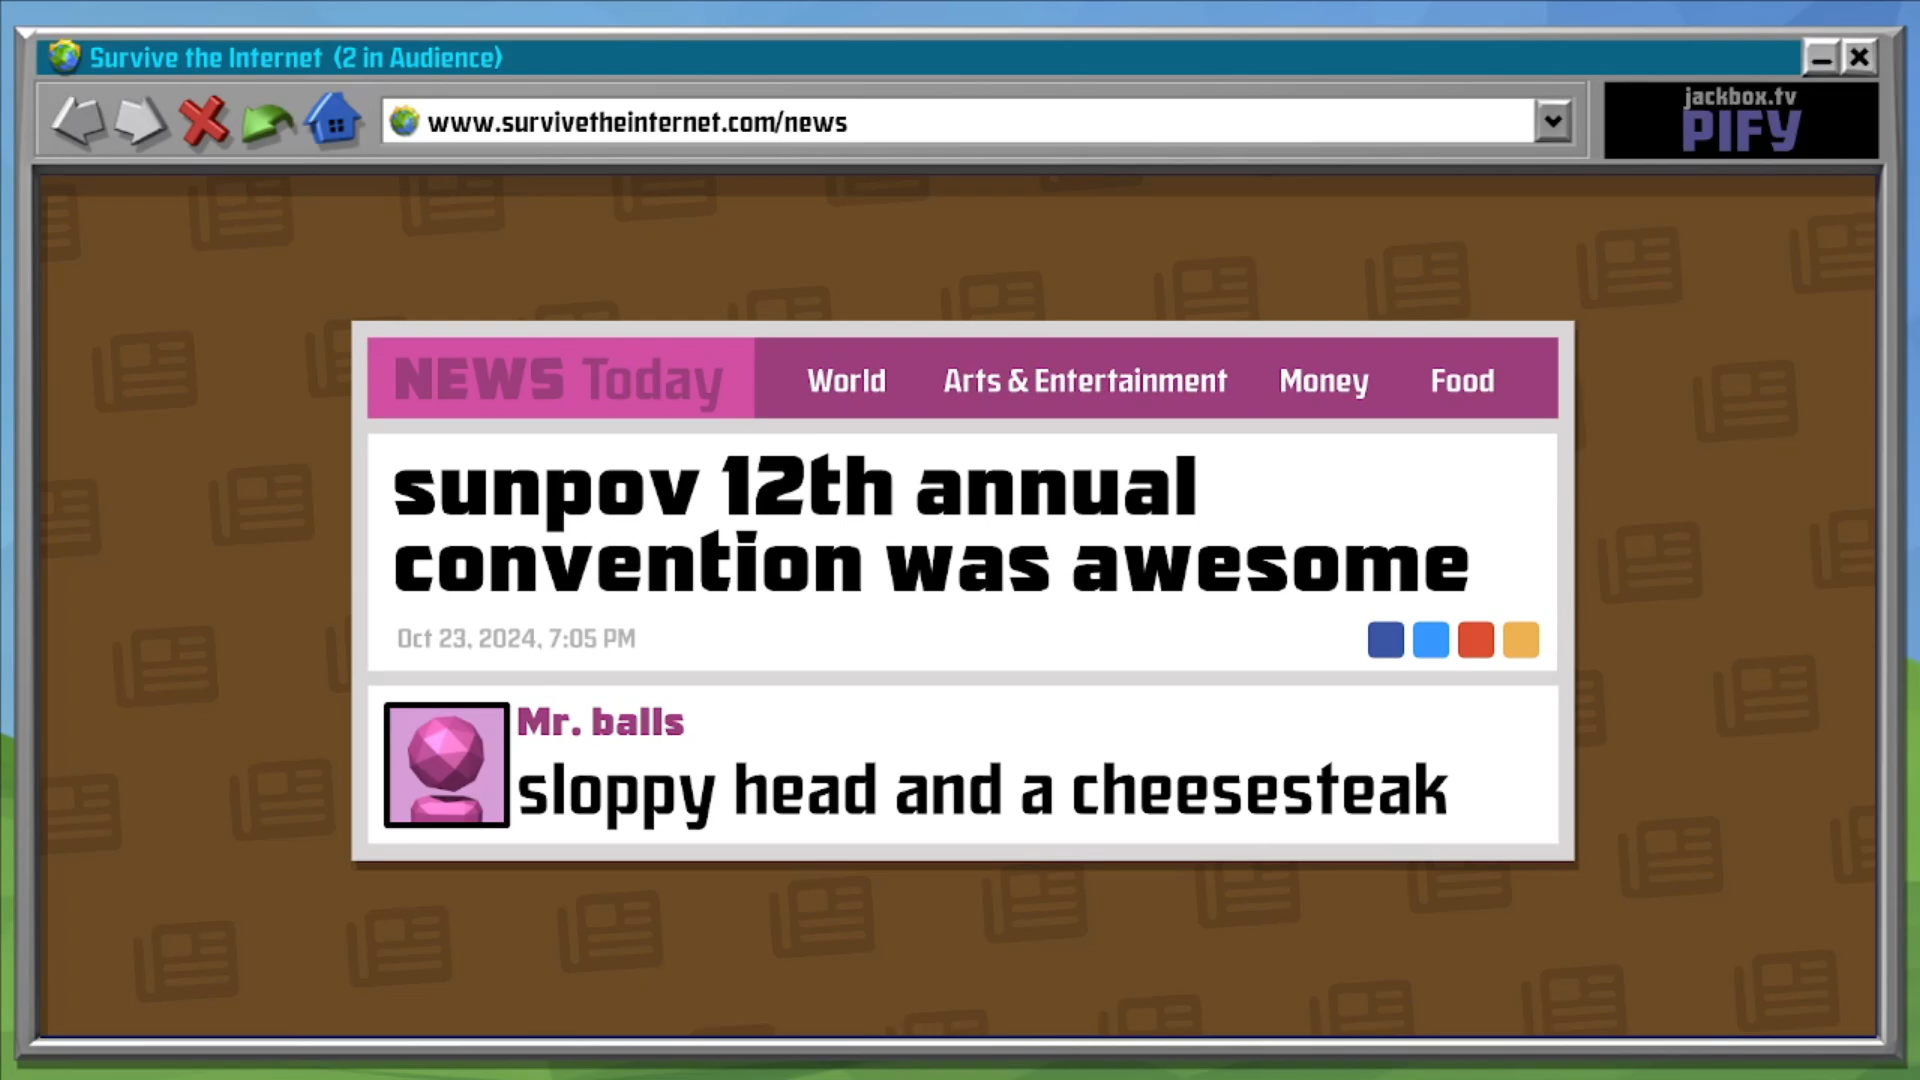 Survive the Internet (2 in Audience)
www.survivetheinternet.com/news
jackbox.tv
PIFY
NEWS Today
World
Arts & Entertainment
Money
Food
sunpov 12th annual
convention was awesome
Oct 23, 2024, 7:05 PM
Mr. balls
sloppy head and a cheesesteak